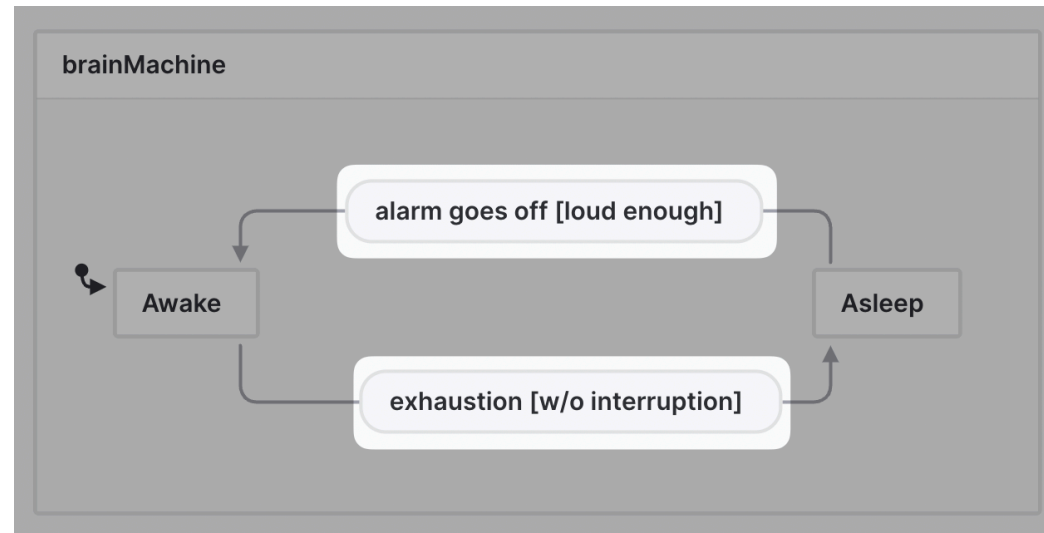 brainMachine
alarm goes off [loud enough]
Awake
Asleep
exhaustion [w/o interruption]